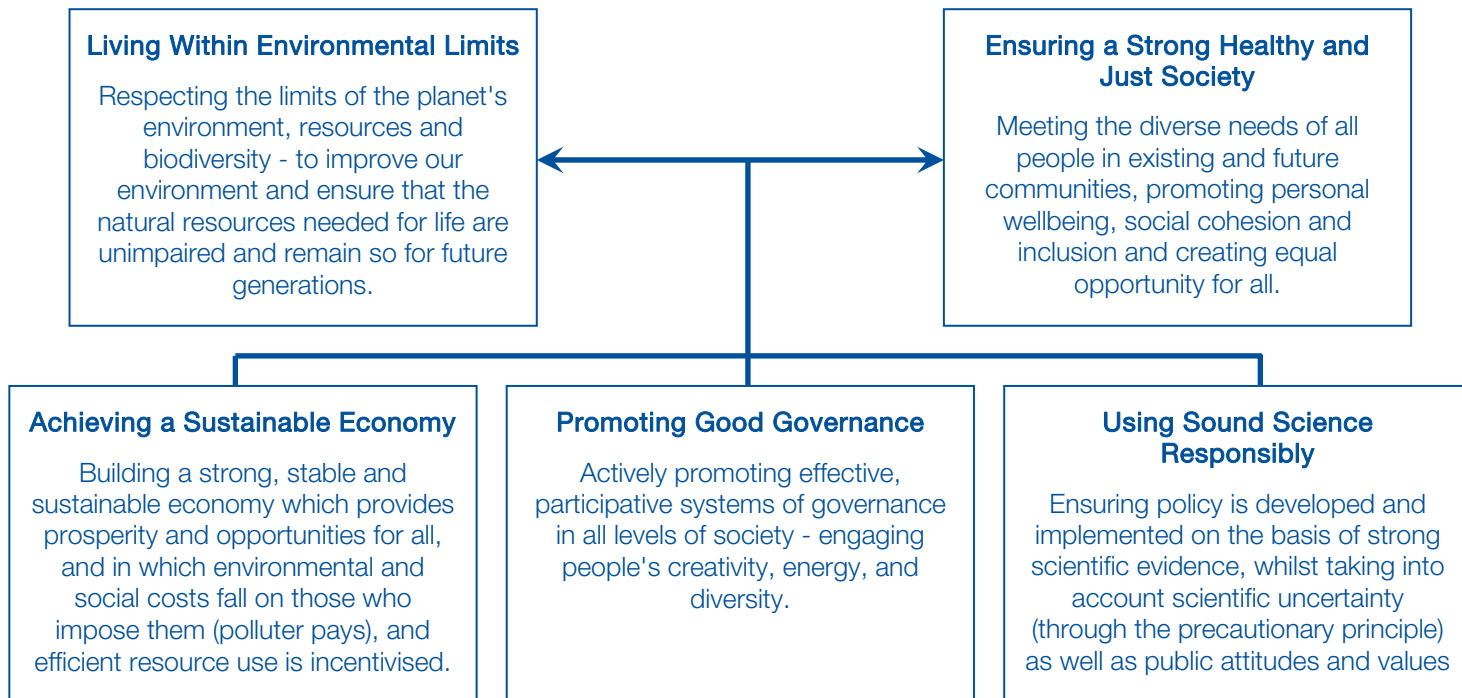 Living Within Environmental Limits
Respecting the limits of the planet's
environment, resources and
biodiversity - to improve our
environment and ensure that the
natural resources needed for life are
unimpaired and remain so for future
generations.
Ensuring a Strong Healthy and
Just Society
Meeting the diverse needs of all
people in existing and future
communities, promoting personal
wellbeing, social cohesion and
inclusion and creating equal
opportunity for all.
Achieving a Sustainable Economy
Building a strong, stable and
sustainable economy which provides
prosperity and opportunities for all,
and in which environmental and
social costs fall on those who
impose them (polluter pays), and
efficient resource use is incentivised.
Promoting Good Governance
Actively promoting effective,
participative systems of governance
in all levels of society - engaging
people's creativity, energy, and
diversity.
Using Sound Science
Responsibly
Ensuring policy is developed and
implemented on the basis of strong
scientific evidence, whilst taking into
account scientific uncertainty
(through the precautionary principle)
as well as public attitudes and values